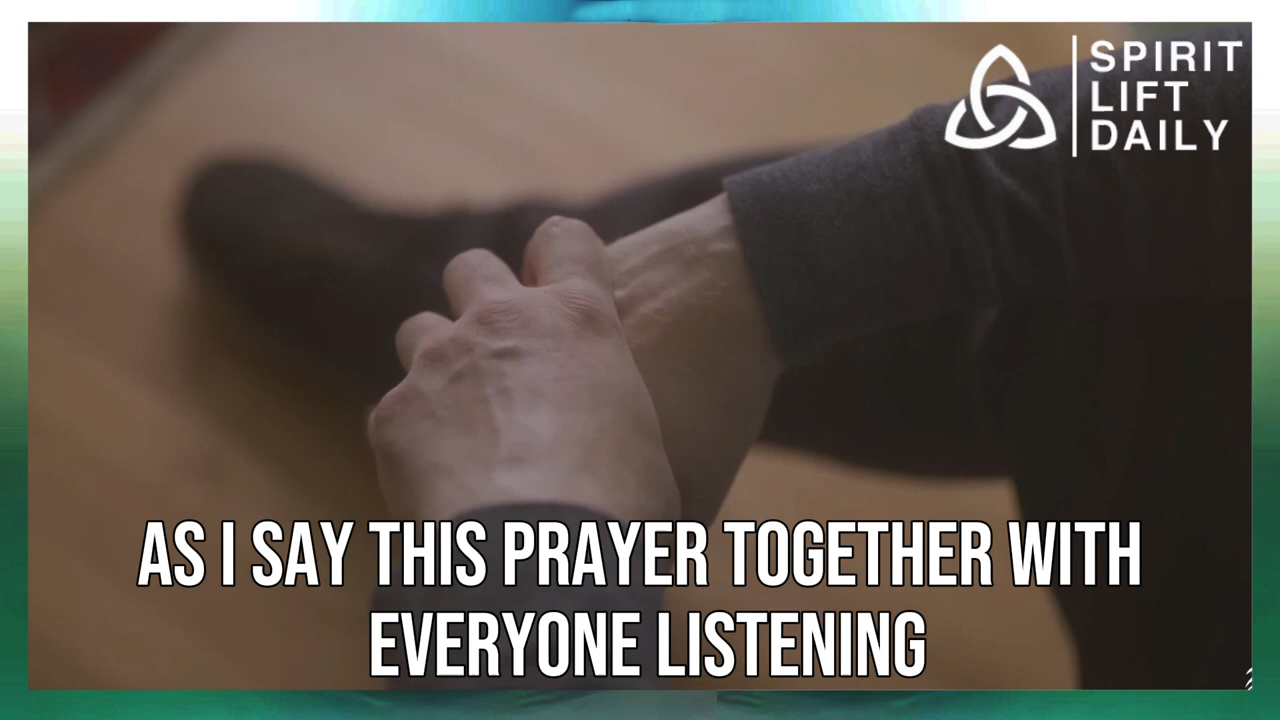 SPIRIT
LIFT
DAILY
AS I SAY THIS PRAYER TOGETHER WITH
EVERYONE LISTENING